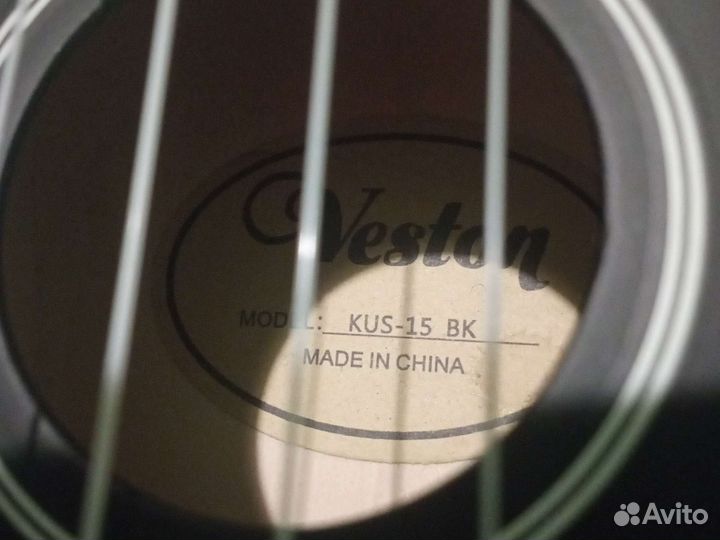 Veston
MODEL: KUS-15 BK
MADE IN CHINA
Avito